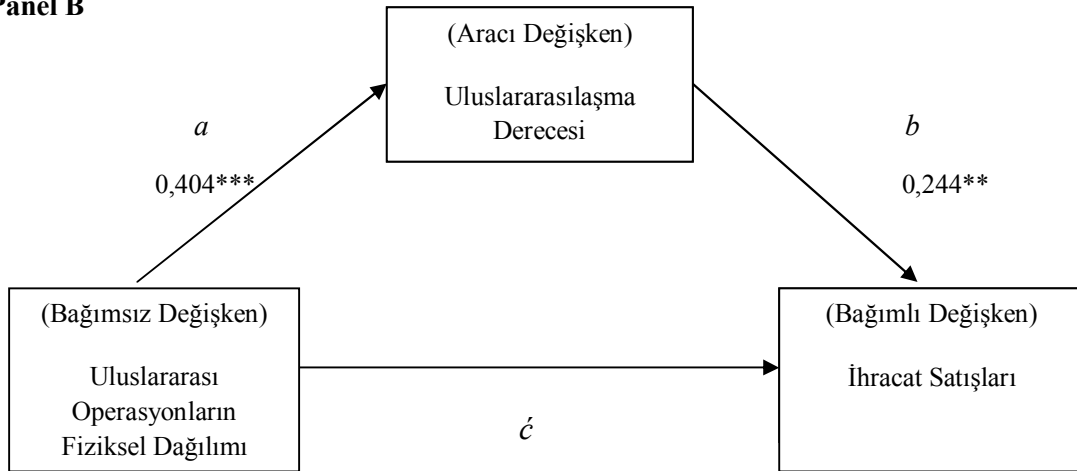 Panel B
(Aracı Değişken)
Uluslararasılaşma
Derecesi
a
0,404***
b
0,244**
(Bağımsız Değişken)
Uluslararası
Operasyonların
Fiziksel Dağılımı
ć
(Bağımlı Değişken)
İhracat Satışları